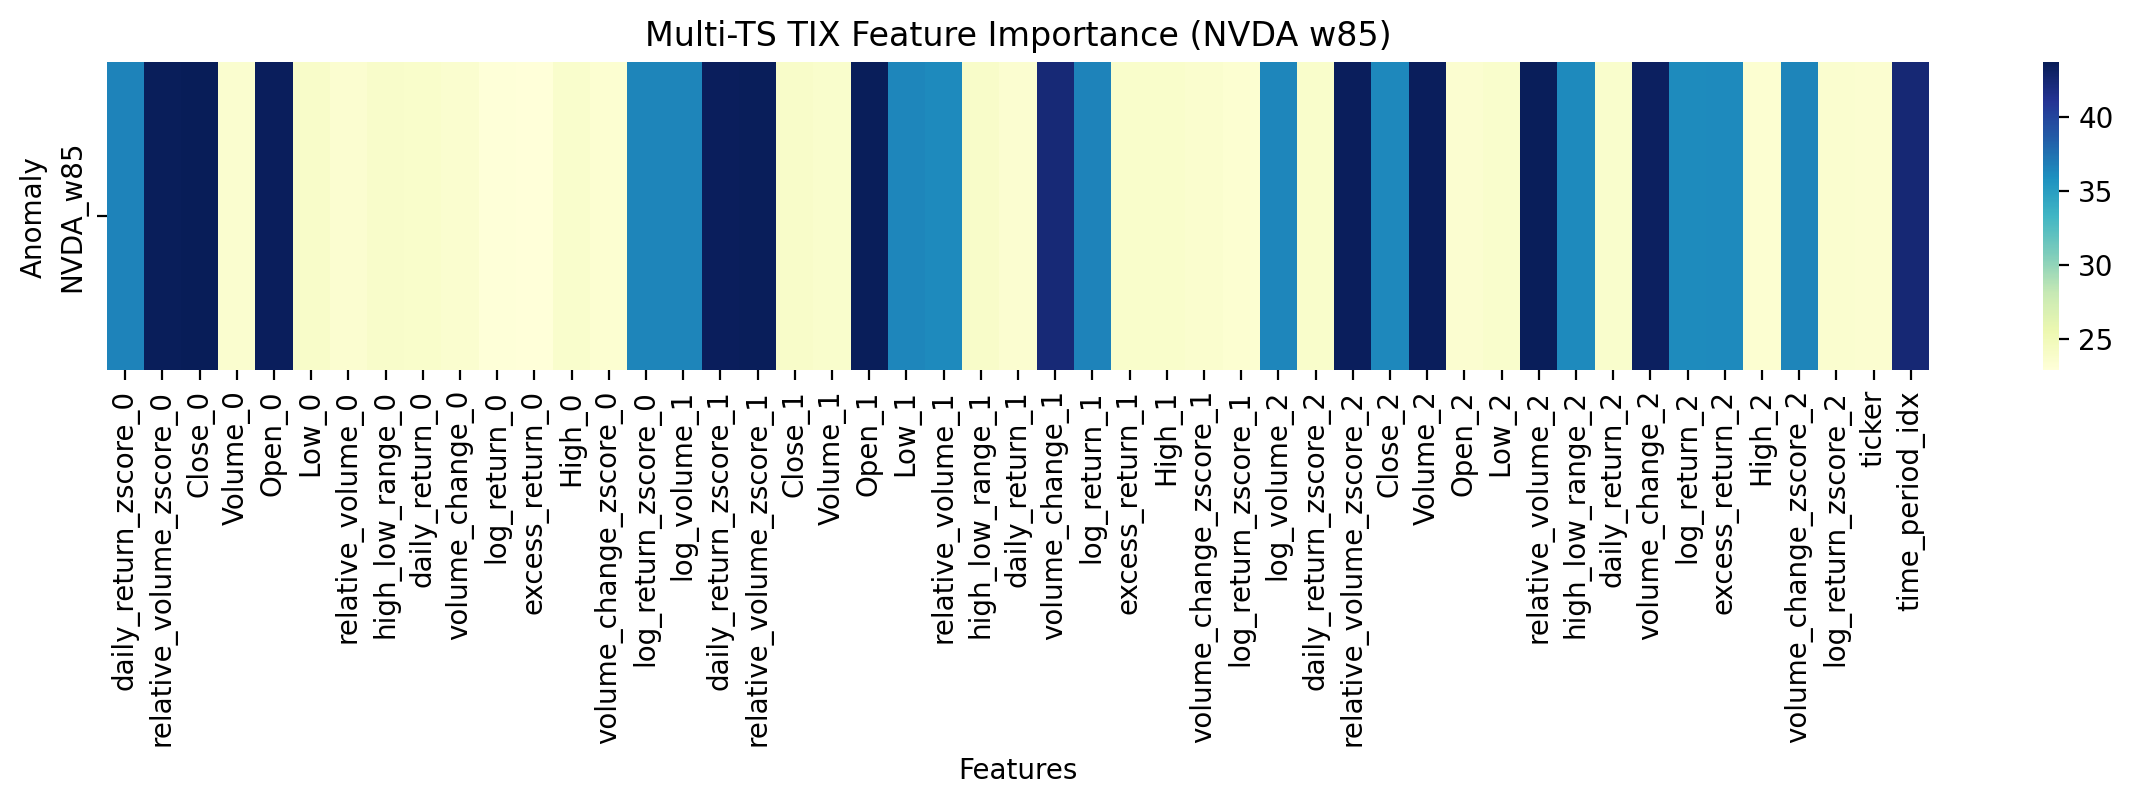 Multi-TS TIX Feature Importance (NVDA w85)
Anomaly
NVDA_w85
40
35
30
25
daily_return_zscore_0
relative_volume_zscore_0
Close_0
Volume_0
Open_0
Low_0
relative_volume_0
high_low_range_0
daily_return_0
volume_change_0
log_return_0
excess_return_0
High_0
volume_change_zscore_0
log_return_zscore_0
log_volume_1
daily_return_zscore_1
relative_volume_zscore_1
Close_1
Volume_1
Open_1
Low_1
relative_volume_1
high_low_range_1
daily_return_1
volume_change_1
log_return_1
excess_return_1
High_1
volume_change_zscore_1
log_return_zscore_1
log_volume_2
daily_return_zscore_2
relative_volume_zscore_2
Close_2
Volume_2
Open_2
Low_2
relative_volume_2
high_low_range_2
daily_return_2
volume_change_2
log_return_2
excess_return_2
High_2
volume_change_zscore_2
log_return_zscore_2
ticker
time_period_idx
Features